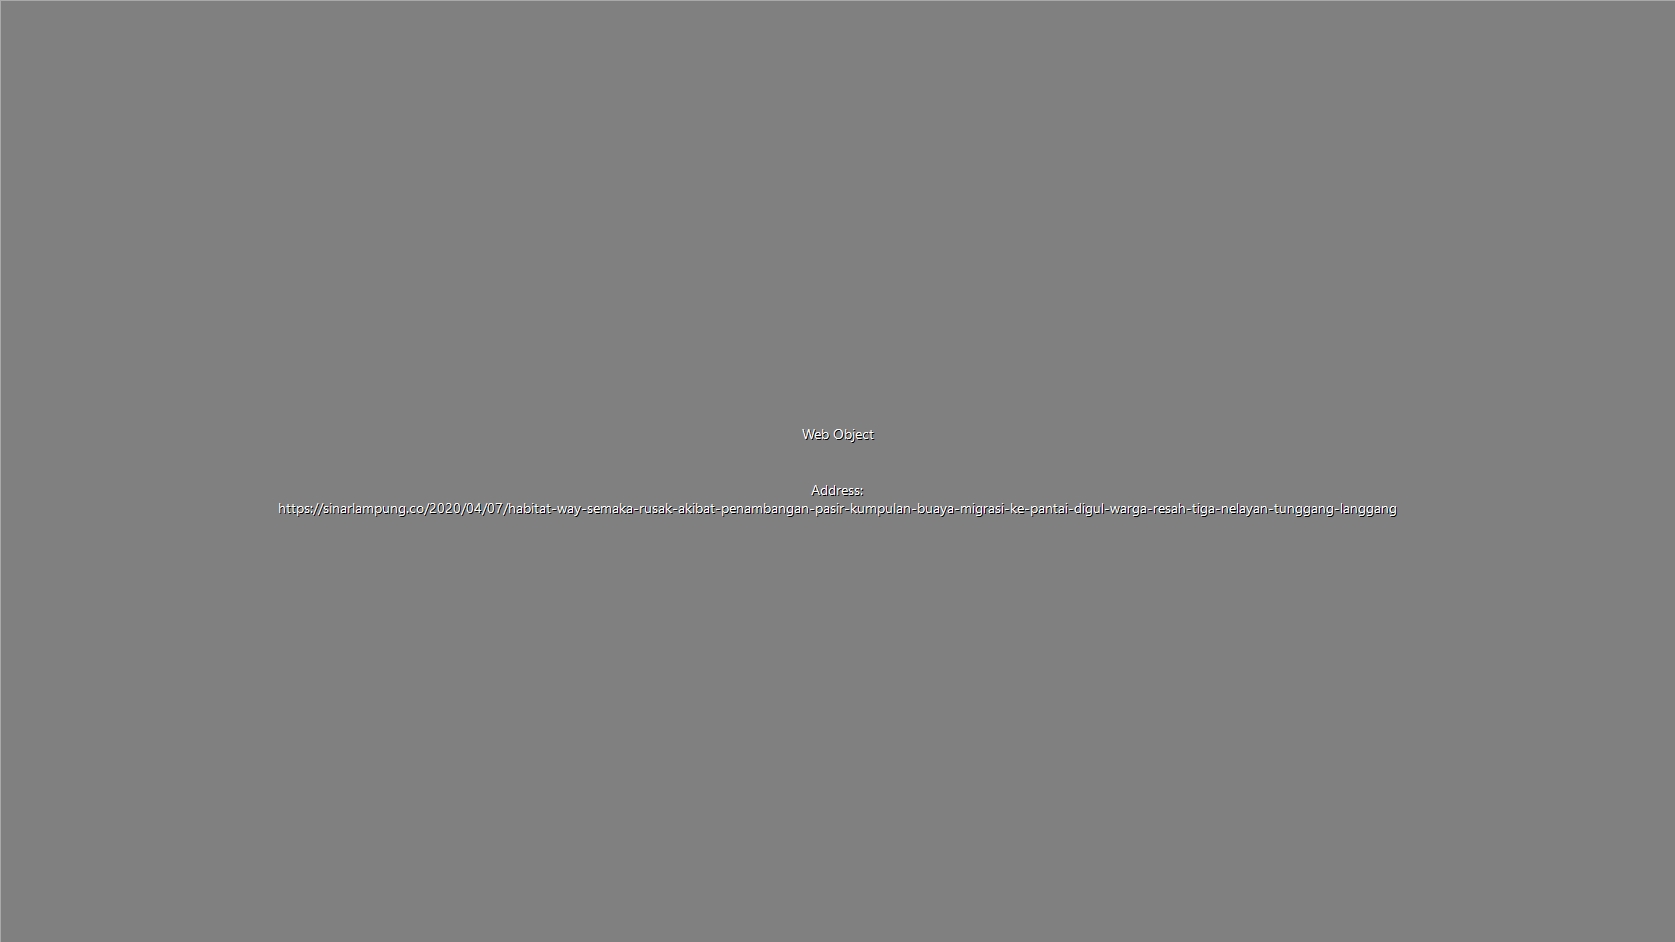 Web Object
Address:
https://sinarlampung.co/2020/04/07/habitat-way-semaka-rusak-akibat-penambangan-pasir-kumpulan-buaya-migrasi-ke-pantai-digul-warga-resah-tiga-nelayan-tunggang-langgang